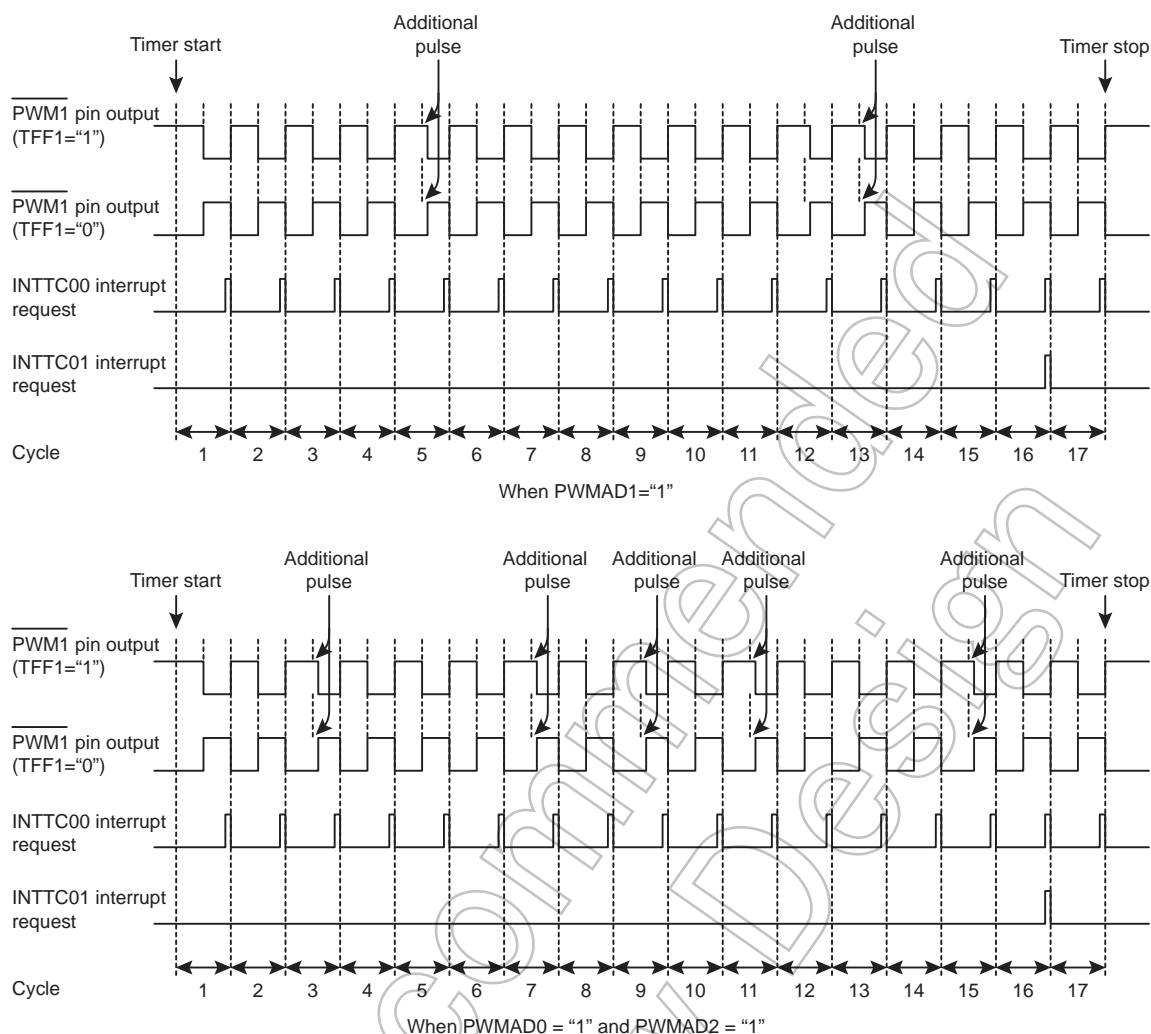 Additional
pulse
Additional
pulse
Timer start
Timer stop
PWM1 pin output
(TFF1=“1”)
PWM1 pin output
(TFF1=“0”)
INTTC00 interrupt
request
INTTC01 interrupt
request
Cycle 1 2 3 4 5 6 7 8 9 10 11 12 13 14 15 16 17
When PWMAD1=“1”
Additional
pulse
Additional
pulse
Additional
pulse
Additional
pulse
Additional
pulse
Timer start
Timer stop
PWM1 pin output
(TFF1=“1”)
PWM1 pin output
(TFF1=“0”)
INTTC00 interrupt
request
INTTC01 interrupt
request
Cycle 1 2 3 4 5 6 7 8 9 10 11 12 13 14 15 16 17
When PWMAD0 = “1” and PWMAD2 = “1”
commended
Design